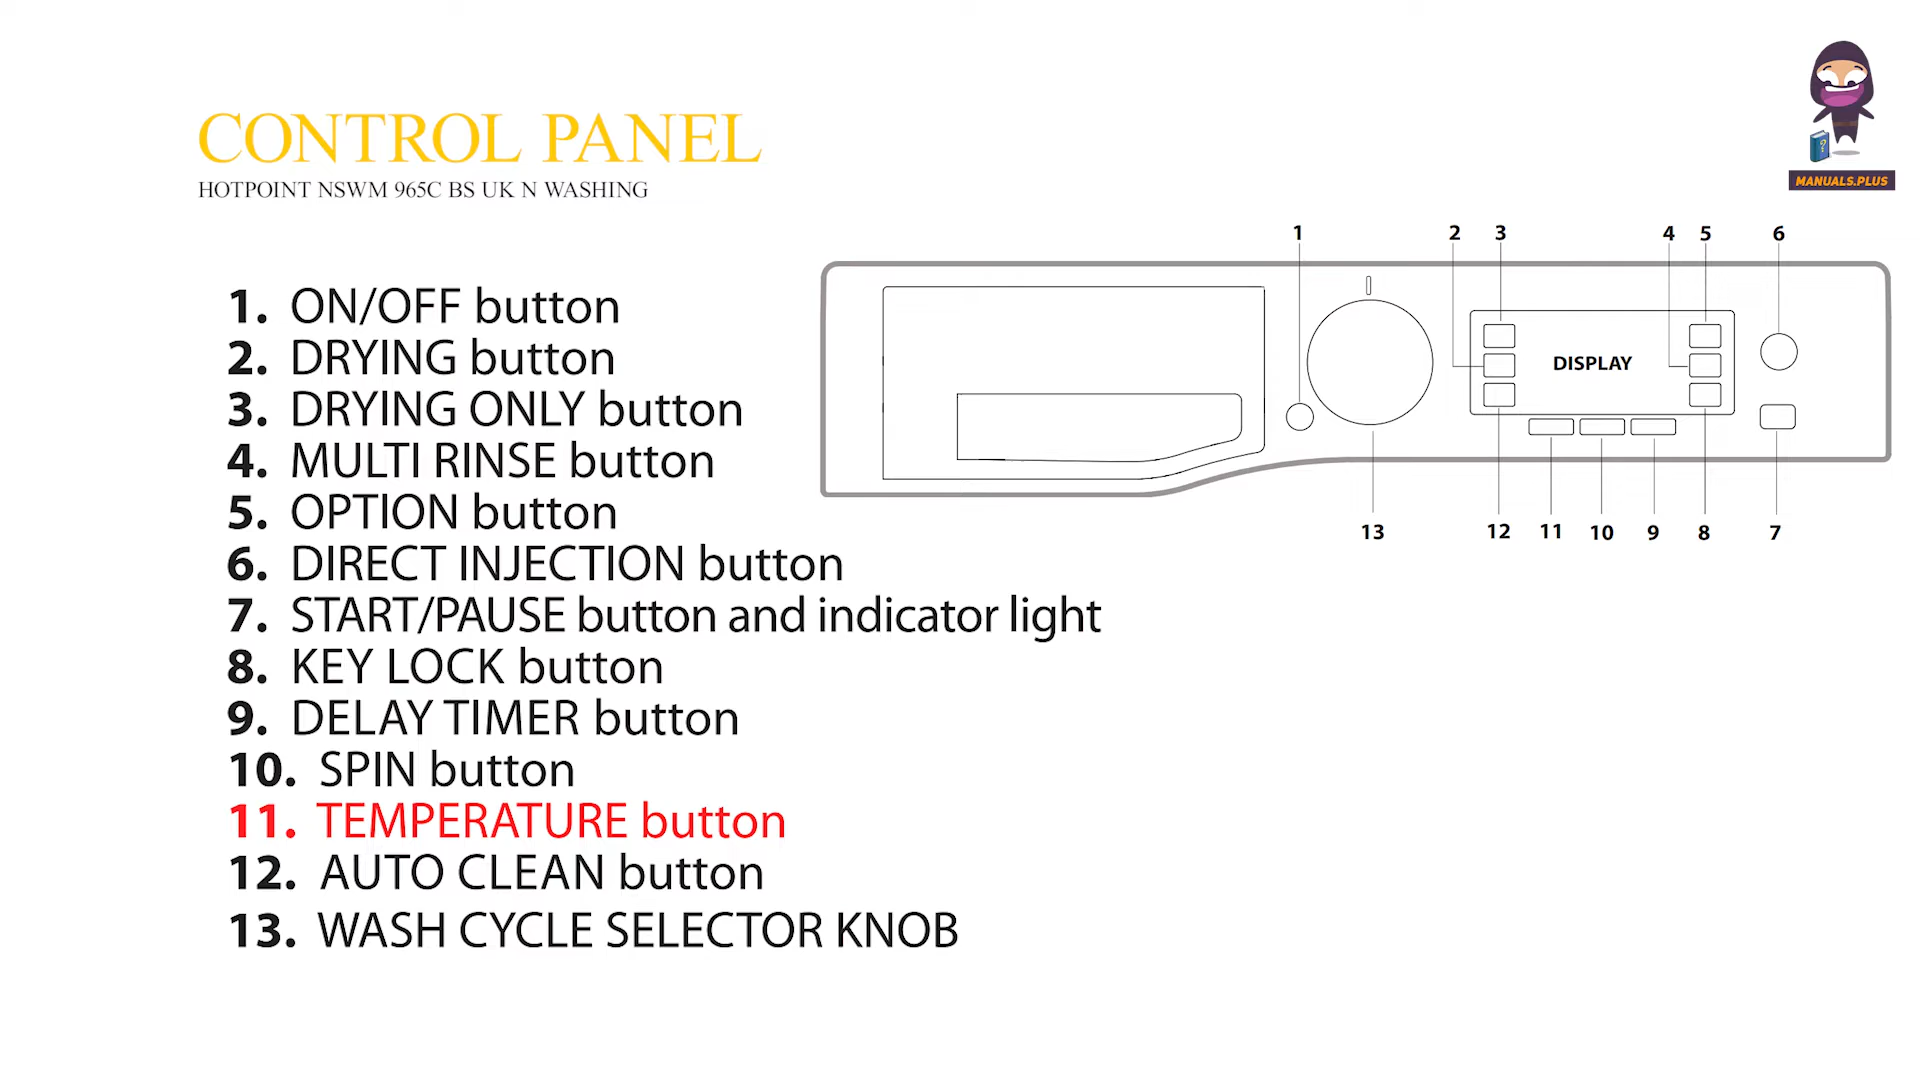 MANUALS.PLUS
CONTROL PANEL
HOTPOINT NSWM 965C BS UK N WASHING
1 2 3 4 5 6
DISPLAY
13 12 11 10 9 8 7
1. ON/OFF button
2. DRYING button
3. DRYING ONLY button
4. MULTI RINSE button
5. OPTION button
6. DIRECT INJECTION button
7. START/PAUSE button and indicator light
8. KEY LOCK button
9. DELAY TIMER button
10. SPIN button
11. TEMPERATURE button
12. AUTO CLEAN button
13. WASH CYCLE SELECTOR KNOB